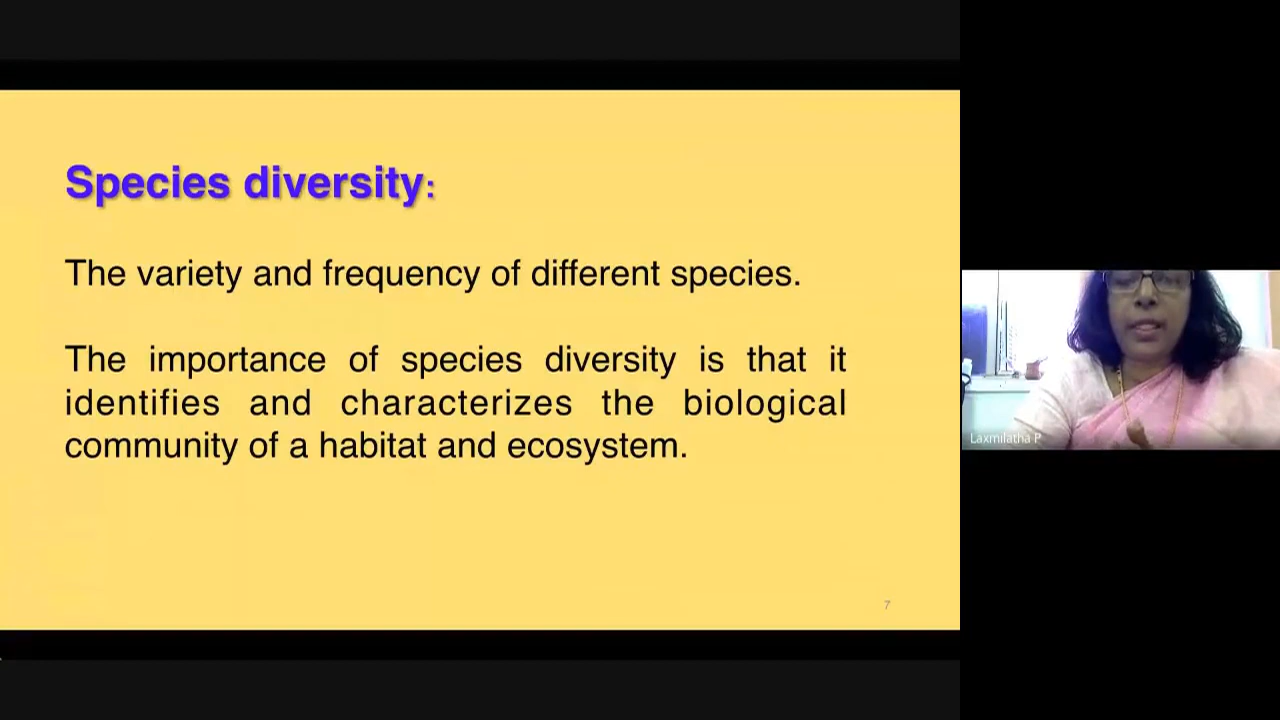 Species diversity:
The variety and frequency of different species.
The importance of species diversity is that it
identifies and characterizes the biological
community of a habitat and ecosystem.
7
Laxmilatha P